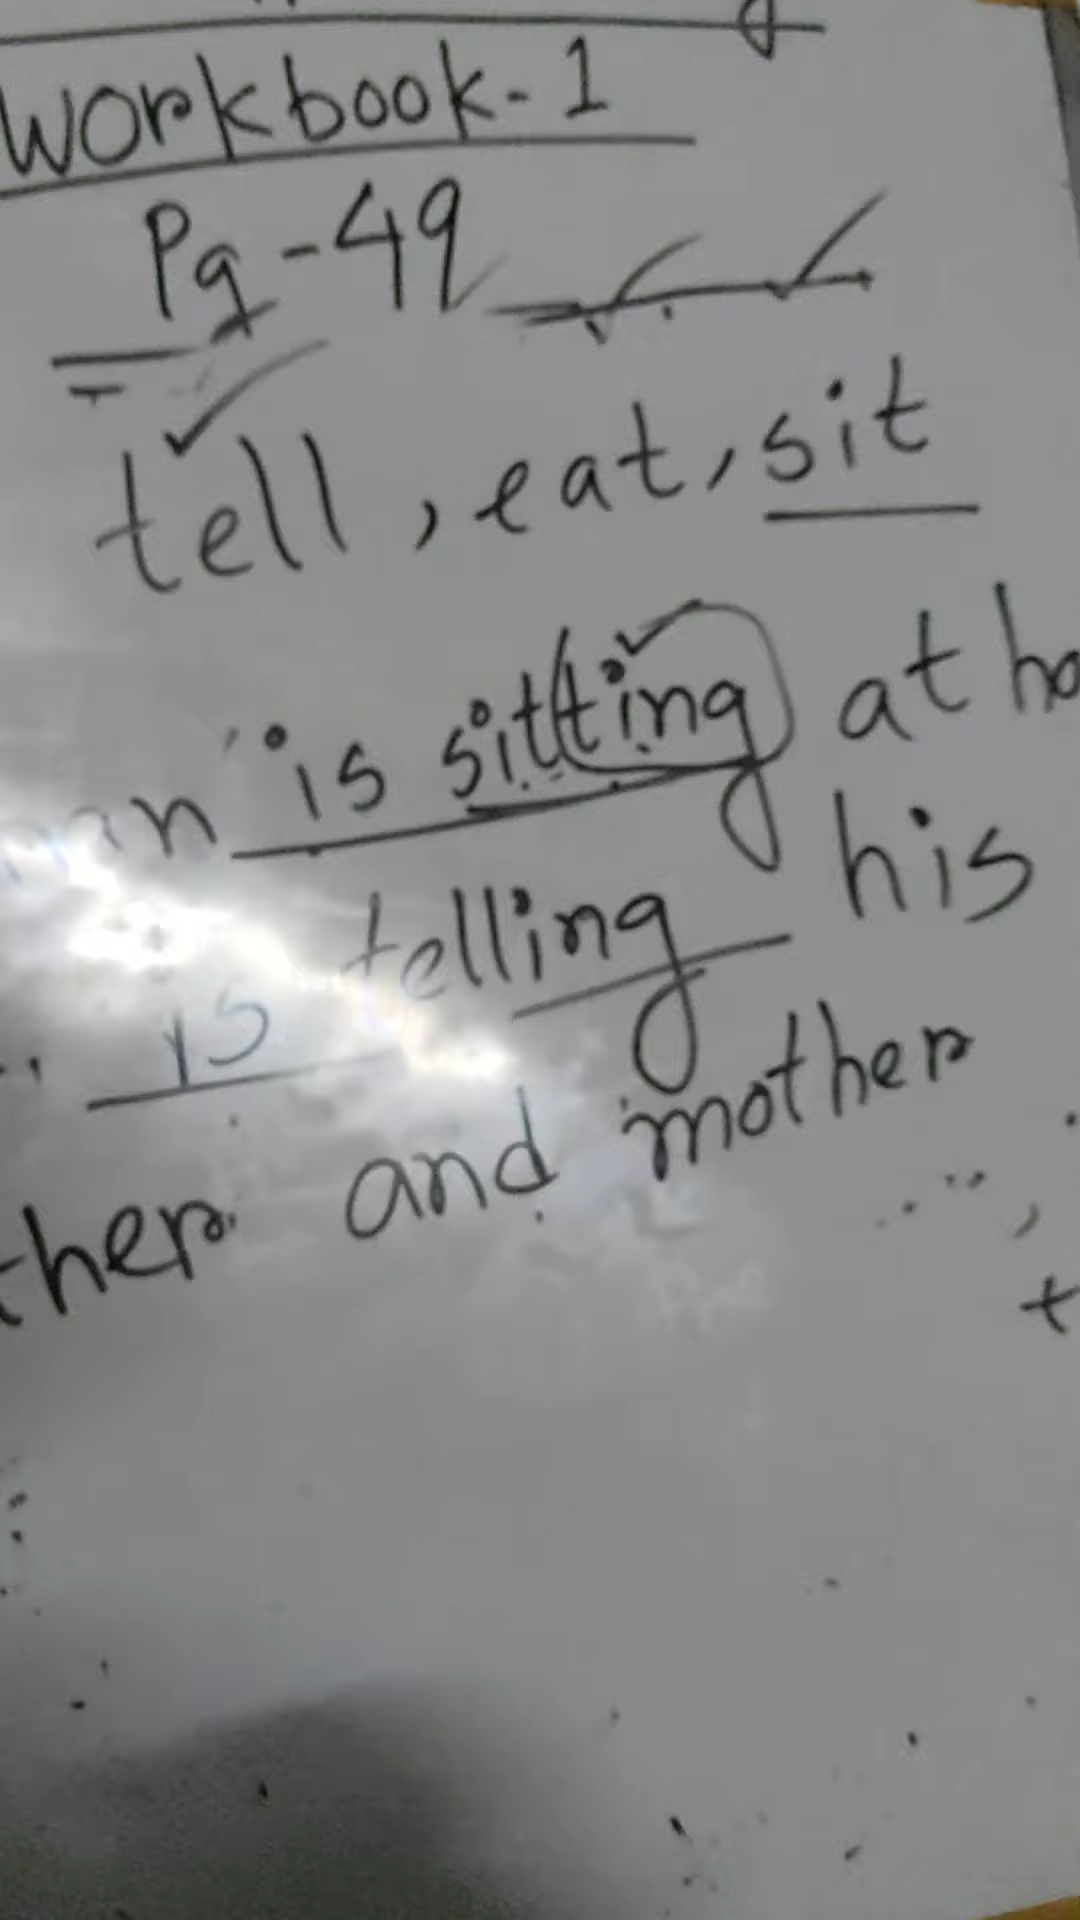 Workbook-1
Pg-49
tell, eat, sit
is sitting at
is telling his
and mother